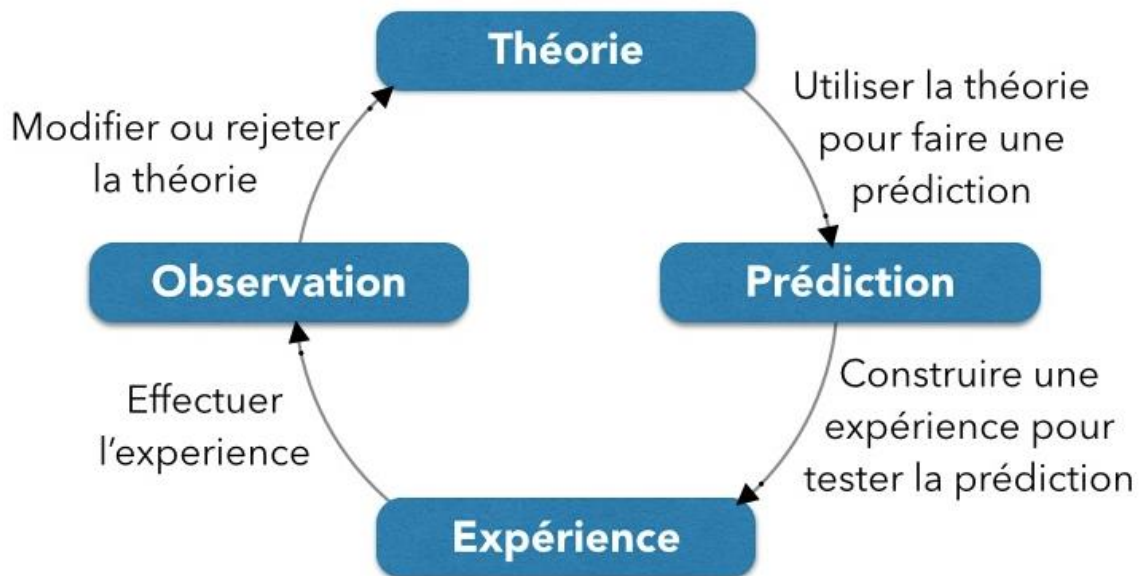 Théorie
Utiliser la théorie
pour faire une
prédiction
Prédiction
Construire une
expérience pour
tester la prédiction
Expérience
Effectuer
l'experience
Observation
Modifier ou rejeter
la théorie